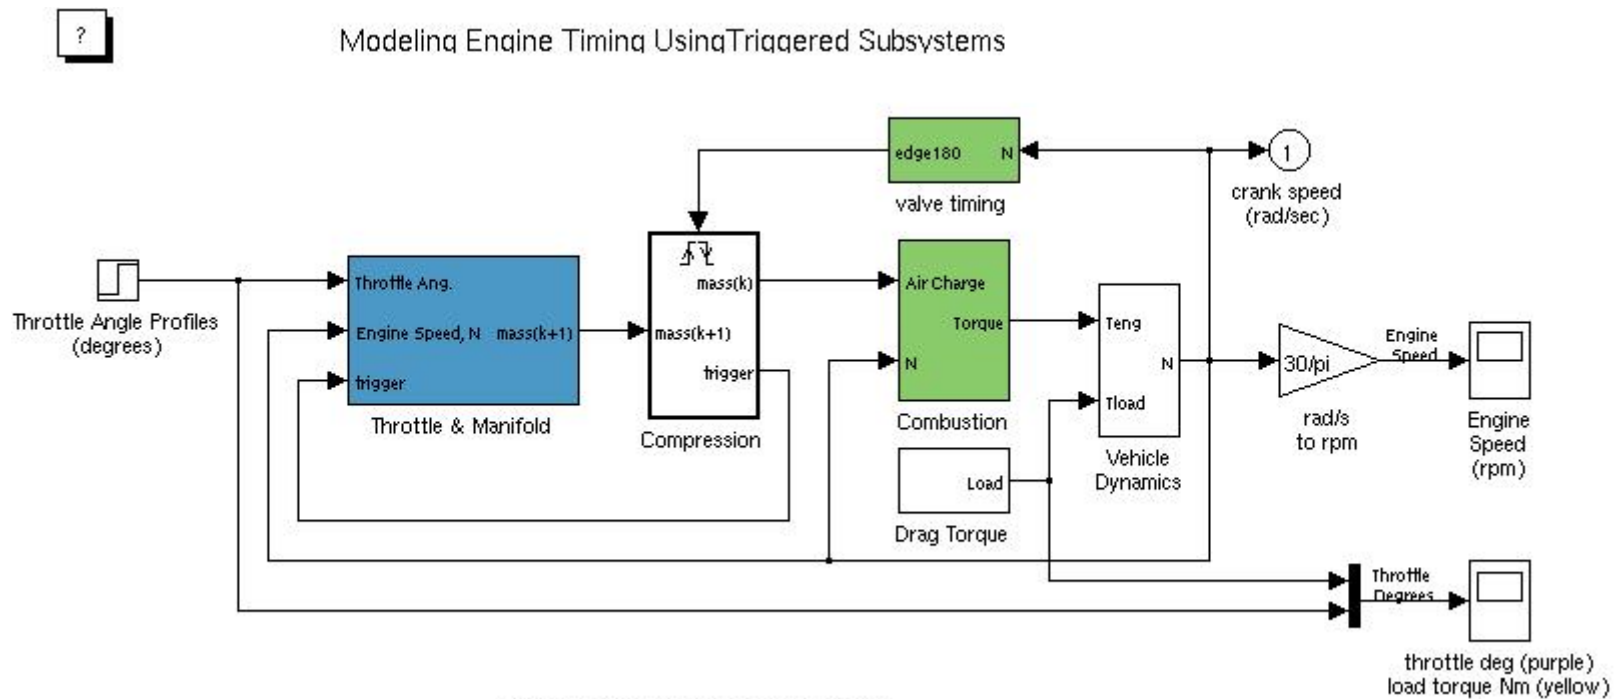 ?
Modeling Engine Timing UsingTriggered Subsystems
edge180 N
valve timing
1
crank speed
(rad/sec)
Throttle Angle Profiles
(degrees)
Throttle Ang.
Engine Speed, N mass(k+1)
trigger
Throttle & Manifold
mass(k)
mass(k+1)
trigger
Compression
Air Charge
Torque
N
Combustion
Load
Drag Torque
Teng
N
Tload
Vehicle
Dynamics
30/pi
rad/s
to rpm
Engine
Speed
Engine
Speed
(rpm)
Throttle
Degrees
throttle deg (purple)
load torque Nm (yellow)